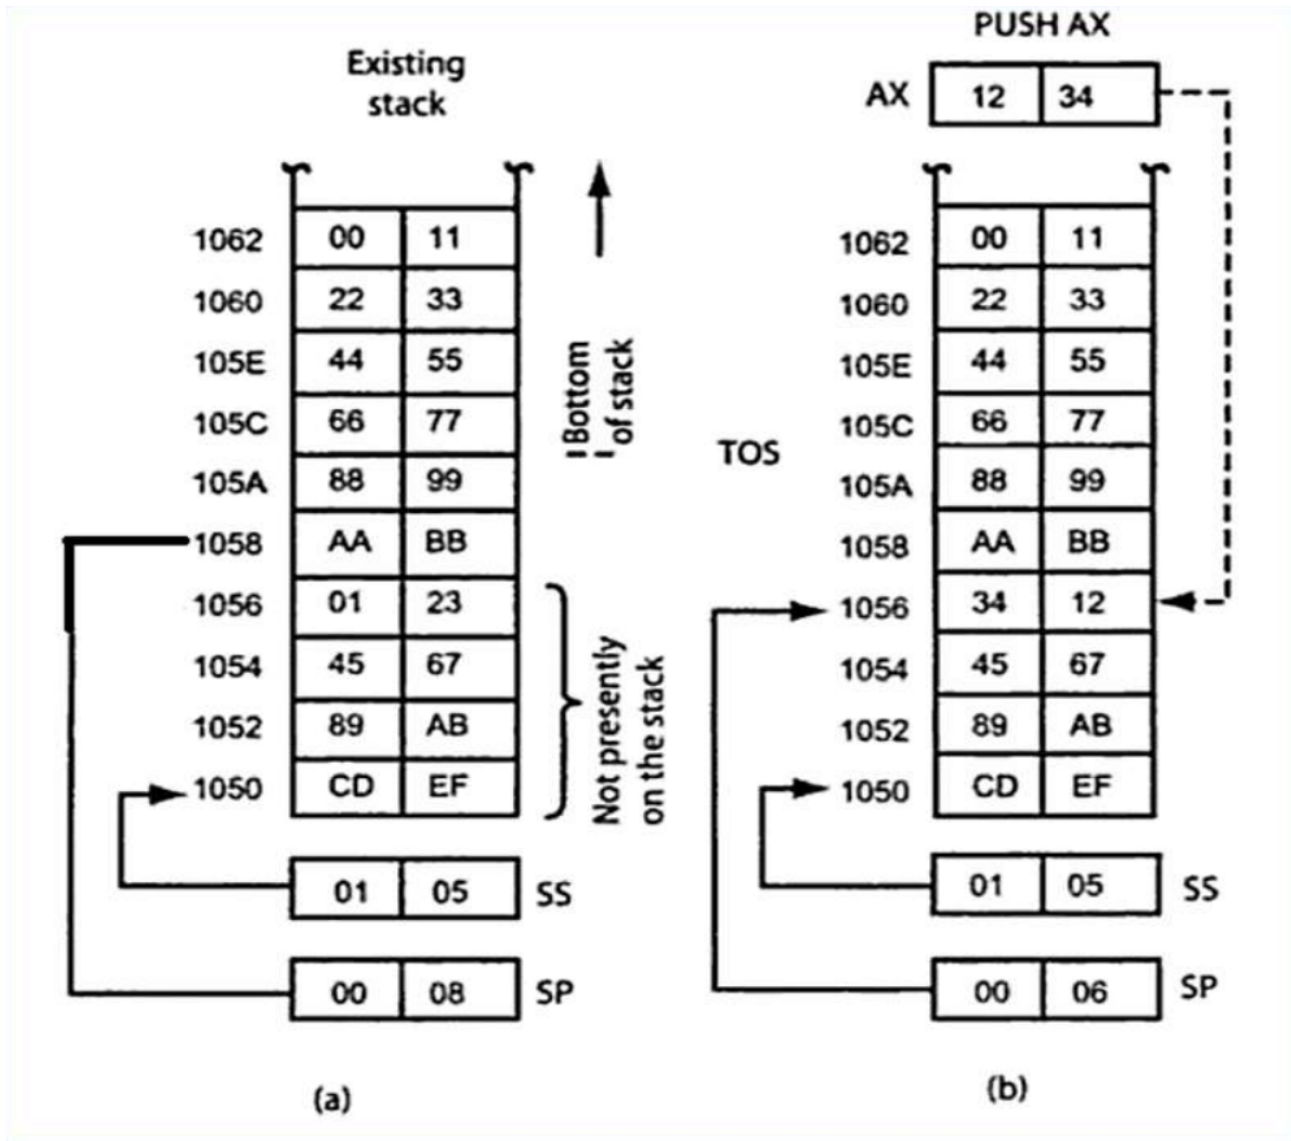 Existing
stack
1062 00 11
1060 22 33
105E 44 55
105C 66 77
105A 88 99
1058 AA BB
1056 01 23
1054 45 67
1052 89 AB
1050 CD EF
Bottom
of stack
Not presently
on the stack
01 05 SS
00 08 SP
(a)
PUSH AX
AX 12 34
TOS
1062 00 11
1060 22 33
105E 44 55
105C 66 77
105A 88 99
1058 AA BB
1056 34 12
1054 45 67
1052 89 AB
1050 CD EF
01 05 SS
00 06 SP
(b)